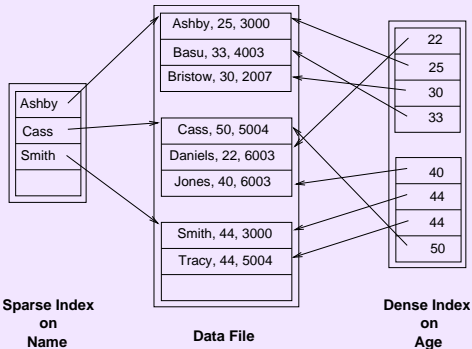 Ashby
Cass
Smith
Sparse Index
on
Name
Ashby, 25, 3000
Basu, 33, 4003
Bristow, 30, 2007
Cass, 50, 5004
Daniels, 22, 6003
Jones, 40, 6003
Smith, 44, 3000
Tracy, 44, 5004
Data File
22
25
30
33
40
44
44
50
Dense Index
on
Age